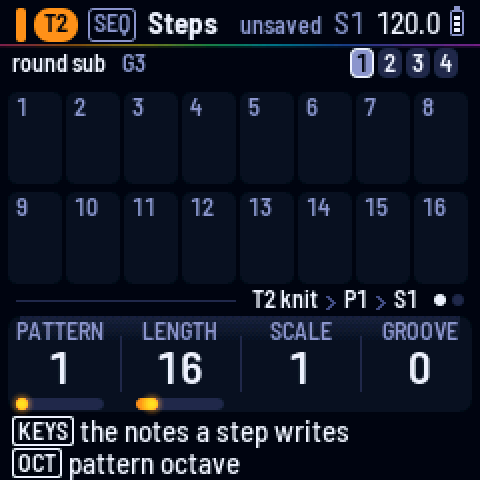 T2 SEQ Steps unsaved S1 120.0
round sub G3 1 2 3 4
1 2 3 4 5 6 7 8
9 10 11 12 13 14 15 16
T2 knit > P1 > S1
PATTERN LENGTH SCALE GROOVE
1 16 1 0
KEYS the notes a step writes
OCT pattern octave